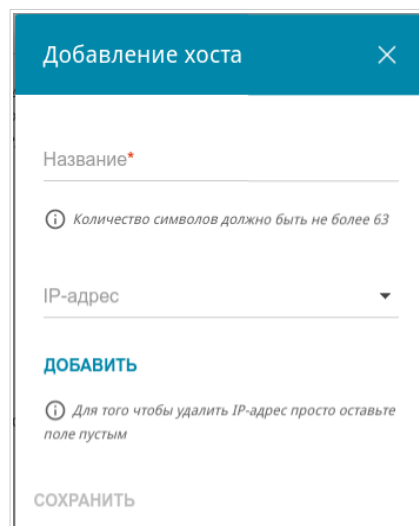 Добавление хоста
Название*
Количество символов должно быть не более 63
IP-адрес
ДОБАВИТЬ
Для того чтобы удалить IP-адрес просто оставьте
поле пустым
СОХРАНИТЬ